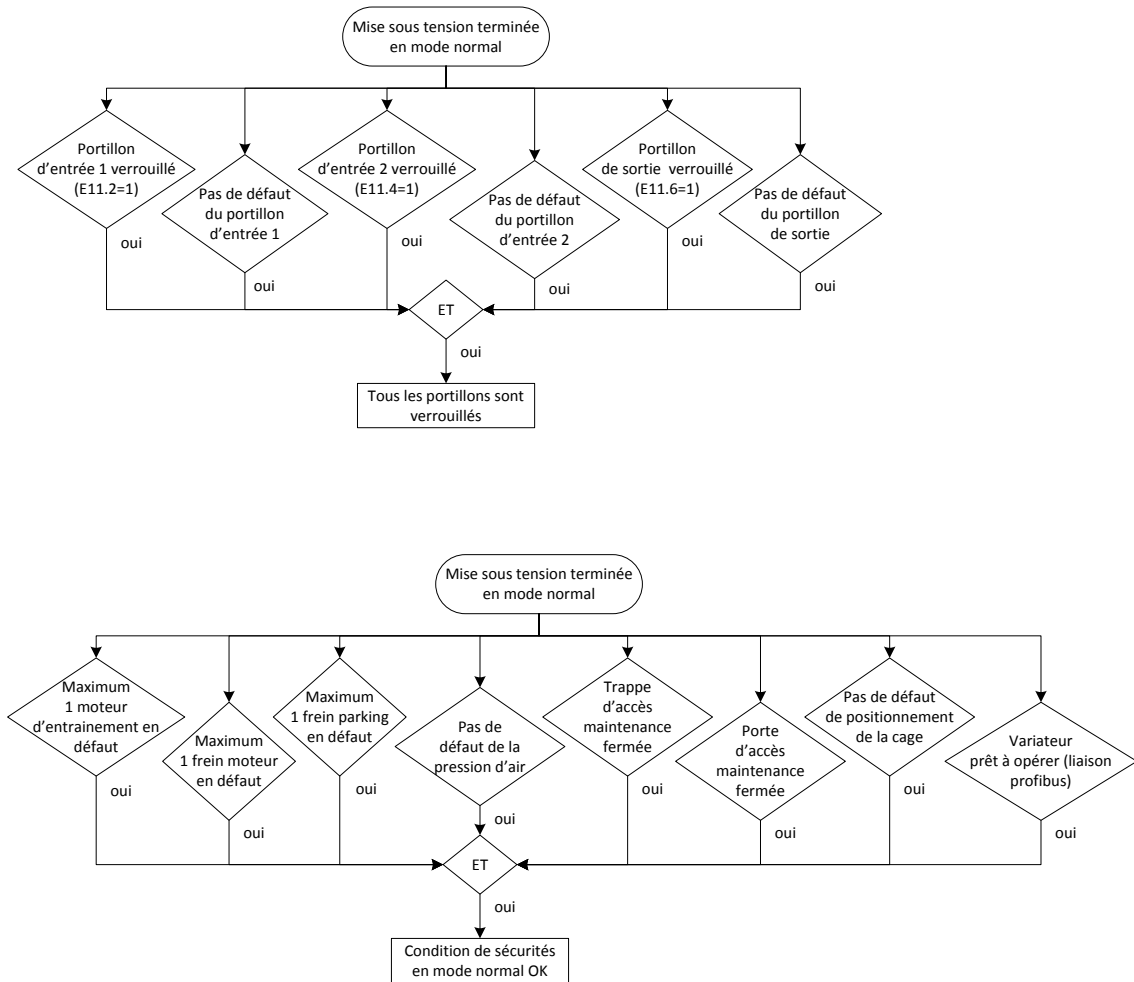 Mise sous tension terminée
en mode normal
Portillon
d'entrée 1 verrouillé
(E11.2=1)
oui
Pas de défaut
du portillon
d'entrée 1
oui
Portillon
d'entrée 2 verrouillé
(E11.4=1)
oui
Pas de défaut
du portillon
d'entrée 2
oui
Portillon
de sortie verrouillé
(E11.6=1)
oui
Pas de défaut
du portillon
de sortie
oui
ET
oui
Tous les portillons sont
verrouillés
Mise sous tension terminée
en mode normal
Maximum
1 moteur
d'entrainement en
défaut
oui
Maximum
1 frein moteur
en défaut
oui
Maximum
1 frein parking
en défaut
oui
Pas de
défaut de la
pression d'air
oui
Trappe
d'accès
maintenance
fermée
oui
Porte
d'accès
maintenance
fermée
oui
Pas de défaut
de positionnement
de la cage
oui
Variateur
prêt à opérer (liaison
profibus)
oui
ET
oui
Condition de sécurités
en mode normal OK